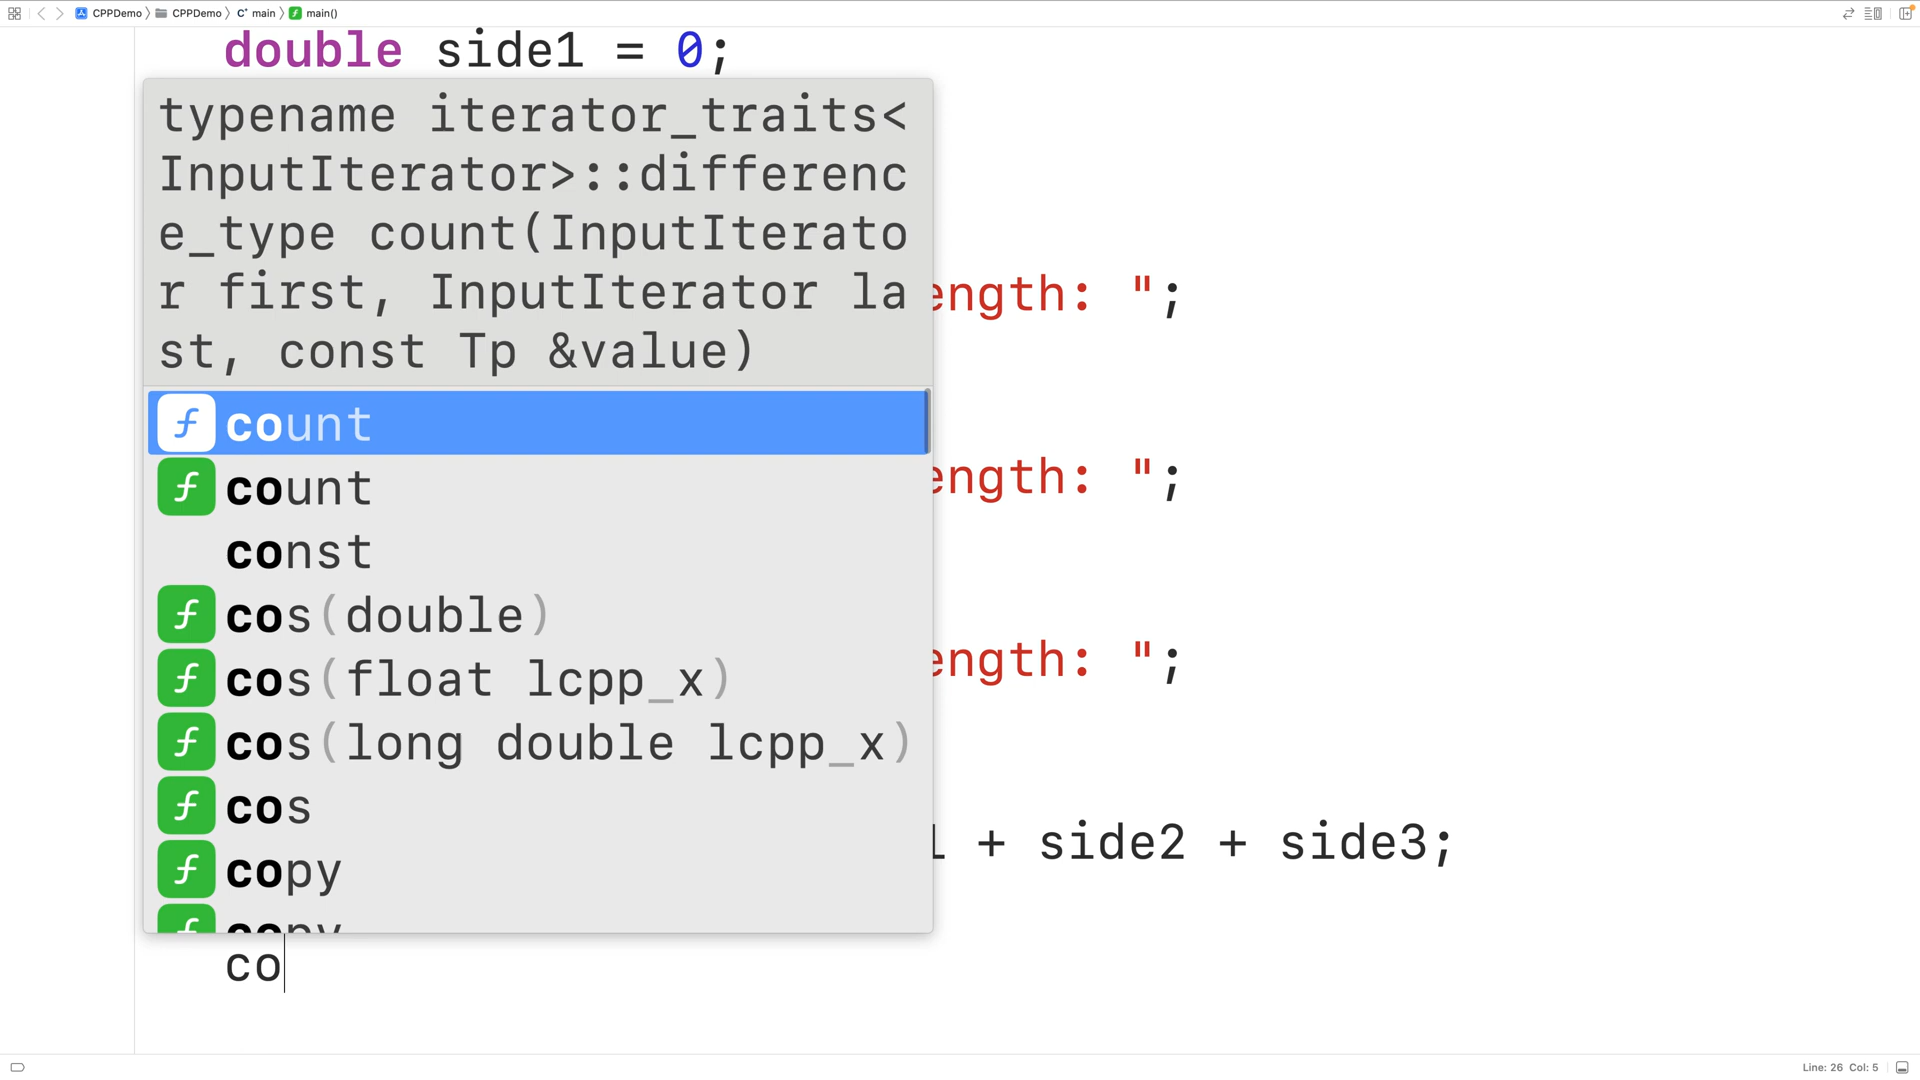 CPPDemo CPPDemo main main()
double side1 = 0;
typename iterator_traits<
InputIterator>::differenc
e_type count(InputIterato
r first, InputIterator la
st, const Tp &value)
ength: ";
count
ength: ";
count
const
cos(double)
ength: ";
cos(float lcpp_x)
cos(long double lcpp_x)
cos
1 + side2 + side3;
copy
copy
co
Line: 26 Col: 5